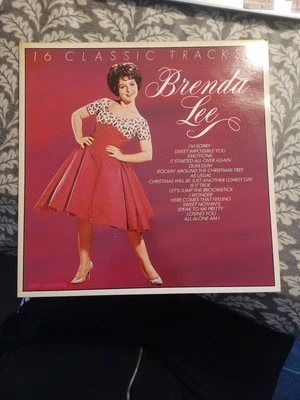 16 CLASSIC TRACKS
Brenda
Lee
I'M SORRY
SWEET IMPOSSIBLE YOU
EMOTIONS
IT STARTED ALL OVER AGAIN
DUM DUM
ROCKIN' AROUND THE CHRISTMAS TREE
AS USUAL
CHRISTMAS WILL BE JUST ANOTHER LONELY DAY
IS IT TRUE
LET'S JUMP THE BROOMSTICK
I WONDER
HERE COMES THAT FEELING
SWEET NOTHIN'S
SPEAK TO ME PRETTY
LOSING YOU
ALL ALONE AM I
MCA RECORDS